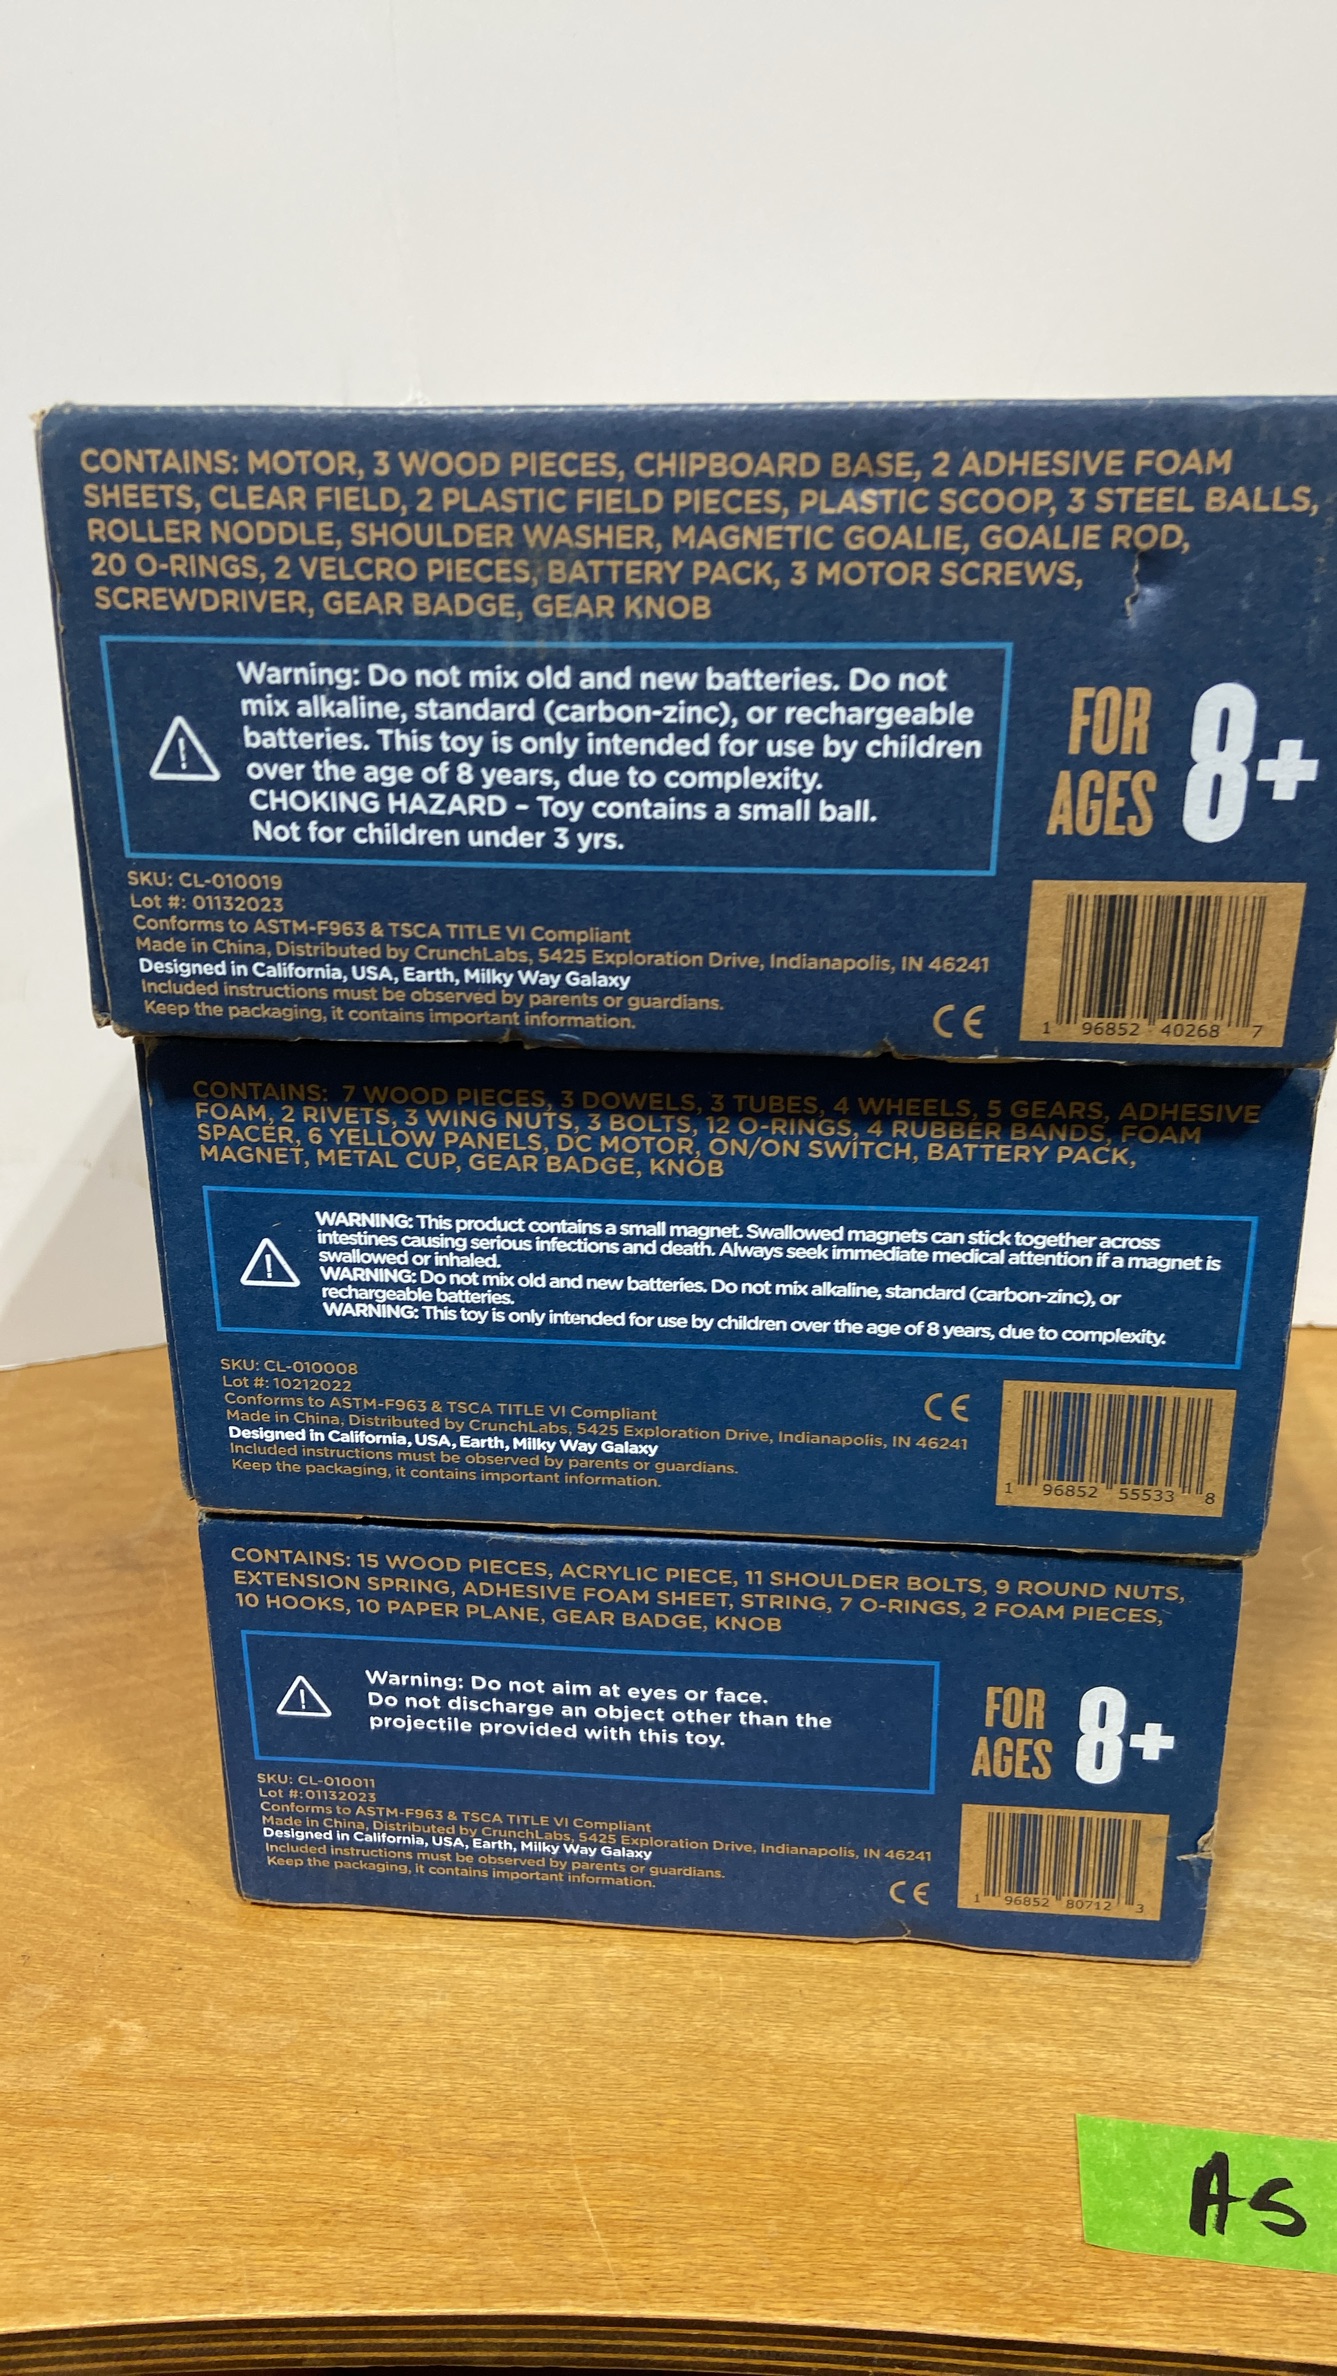 CONTAINS: MOTOR, 3 WOOD PIECES, CHIPBOARD BASE, 2 ADHESIVE FOAM
SHEETS, CLEAR FIELD, 2 PLASTIC FIELD PIECES, PLASTIC SCOOP, 3 STEEL BALLS,
ROLLER NODDLE, SHOULDER WASHER, MAGNETIC GOALIE, GOALIE ROD,
20 O-RINGS, 2 VELCRO PIECES, BATTERY PACK, 3 MOTOR SCREWS,
SCREWDRIVER, GEAR BADGE, GEAR KNOB
Warning: Do not mix old and new batteries. Do not
mix alkaline, standard (carbon-zinc), or rechargeable
batteries. This toy is only intended for use by children
over the age of 8 years, due to complexity.
CHOKING HAZARD – Toy contains a small ball.
Not for children under 3 yrs.
FOR AGES 8+
SKU: CL-010019
Lot #: 01132023
Conforms to ASTM-F963 & TSCA TITLE VI Compliant
Made in China, Distributed by CrunchLabs, 5425 Exploration Drive, Indianapolis, IN 46241
Designed in California, USA, Earth, Milky Way Galaxy
Included instructions must be observed by parents or guardians.
Keep the packaging, it contains important information.
CE
1 96852 40268 7
CONTAINS: 7 WOOD PIECES, 3 DOWELS, 3 TUBES, 4 WHEELS, 5 GEARS, ADHESIVE
FOAM, 2 RIVETS, 3 WING NUTS, 3 BOLTS, 12 O-RINGS, 4 RUBBER BANDS, FOAM
SPACER, 6 YELLOW PANELS, DC MOTOR, ON/ON SWITCH, BATTERY PACK,
MAGNET, METAL CUP, GEAR BADGE, KNOB
WARNING: This product contains a small magnet. Swallowed magnets can stick together across
intestines causing serious infections and death. Always seek immediate medical attention if a magnet is
swallowed or inhaled.
WARNING: Do not mix old and new batteries. Do not mix alkaline, standard (carbon-zinc), or
rechargeable batteries.
WARNING: This toy is only intended for use by children over the age of 8 years, due to complexity.
SKU: CL-010008
Lot #: 10212022
Conforms to ASTM-F963 & TSCA TITLE VI Compliant
Made in China, Distributed by CrunchLabs, 5425 Exploration Drive, Indianapolis, IN 46241
Designed in California, USA, Earth, Milky Way Galaxy
Included instructions must be observed by parents or guardians.
Keep the packaging, it contains important information.
CE
1 96852 55533 8
CONTAINS: 15 WOOD PIECES, ACRYLIC PIECE, 11 SHOULDER BOLTS, 9 ROUND NUTS,
EXTENSION SPRING, ADHESIVE FOAM SHEET, STRING, 7 O-RINGS, 2 FOAM PIECES,
10 HOOKS, 10 PAPER PLANE, GEAR BADGE, KNOB
Warning: Do not aim at eyes or face.
Do not discharge an object other than the
projectile provided with this toy.
FOR AGES 8+
SKU: CL-010011
Lot #: 01132023
Conforms to ASTM-F963 & TSCA TITLE VI Compliant
Made in China, Distributed by CrunchLabs, 5425 Exploration Drive, Indianapolis, IN 46241
Designed in California, USA, Earth, Milky Way Galaxy
Included instructions must be observed by parents or guardians.
Keep the packaging, it contains important information.
CE
1 96852 80712 3
AS